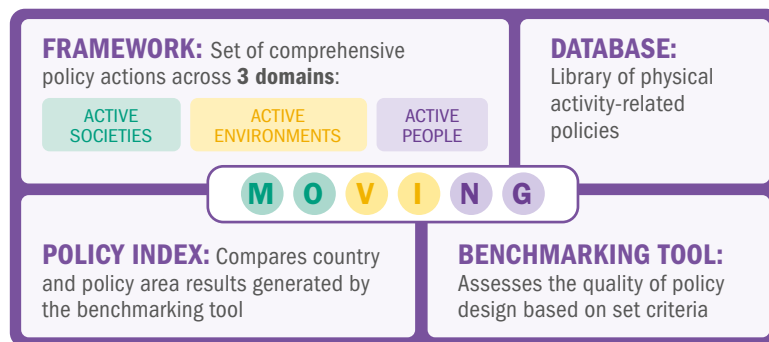 FRAMEWORK: Set of comprehensive
policy actions across 3 domains:
ACTIVE
SOCIETIES
ACTIVE
ENVIRONMENTS
ACTIVE
PEOPLE
DATABASE:
Library of physical
activity-related
policies
M O V I N G
POLICY INDEX: Compares country
and policy area results generated by
the benchmarking tool
BENCHMARKING TOOL:
Assesses the quality of policy
design based on set criteria